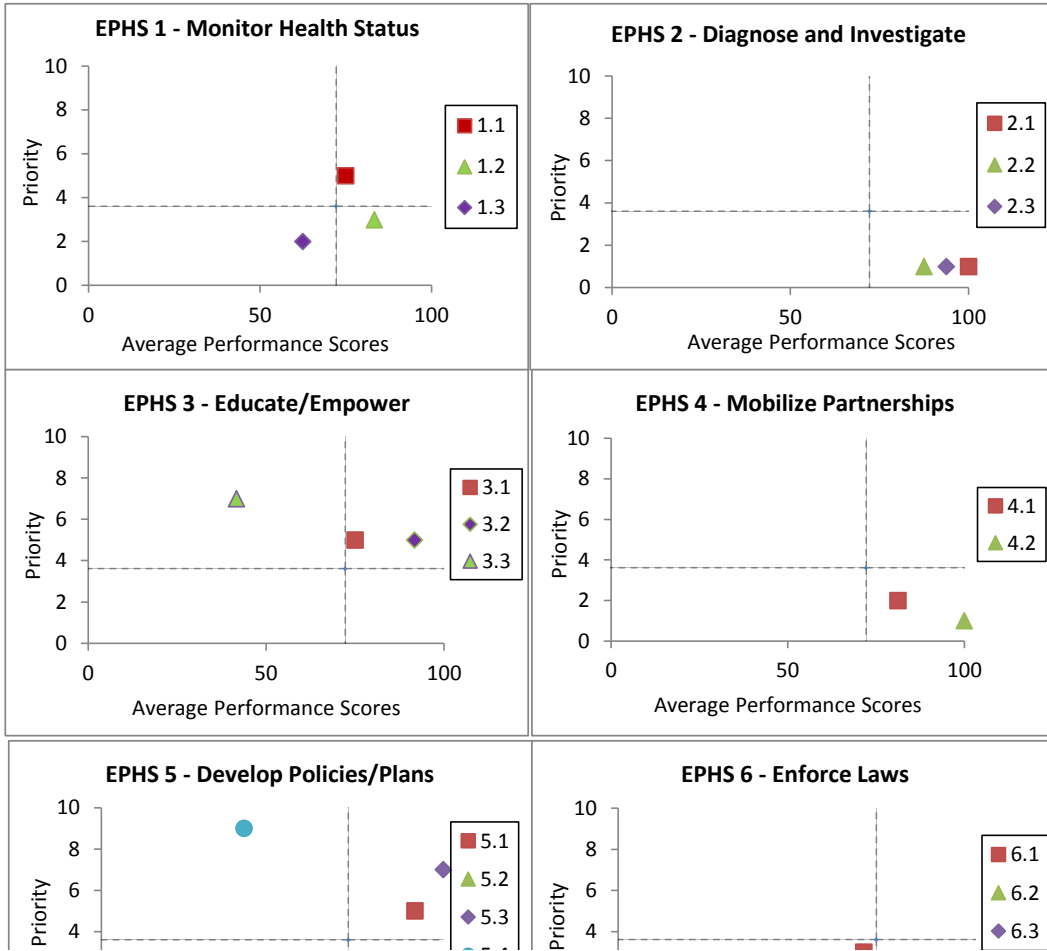 EPHS 1 - Monitor Health Status
10
8
6
4
2
0
Priority
0 50 100
Average Performance Scores
1.1
1.2
1.3
EPHS 2 - Diagnose and Investigate
10
8
6
4
2
0
Priority
0 50 100
Average Performance Scores
2.1
2.2
2.3
EPHS 3 - Educate/Empower
10
8
6
4
2
0
Priority
0 50 100
Average Performance Scores
3.1
3.2
3.3
EPHS 4 - Mobilize Partnerships
10
8
6
4
2
0
Priority
0 50 100
Average Performance Scores
4.1
4.2
EPHS 5 - Develop Policies/Plans
10
8
6
4
Priority
5.1
5.2
5.3
5.4
EPHS 6 - Enforce Laws
10
8
6
4
Priority
6.1
6.2
6.3